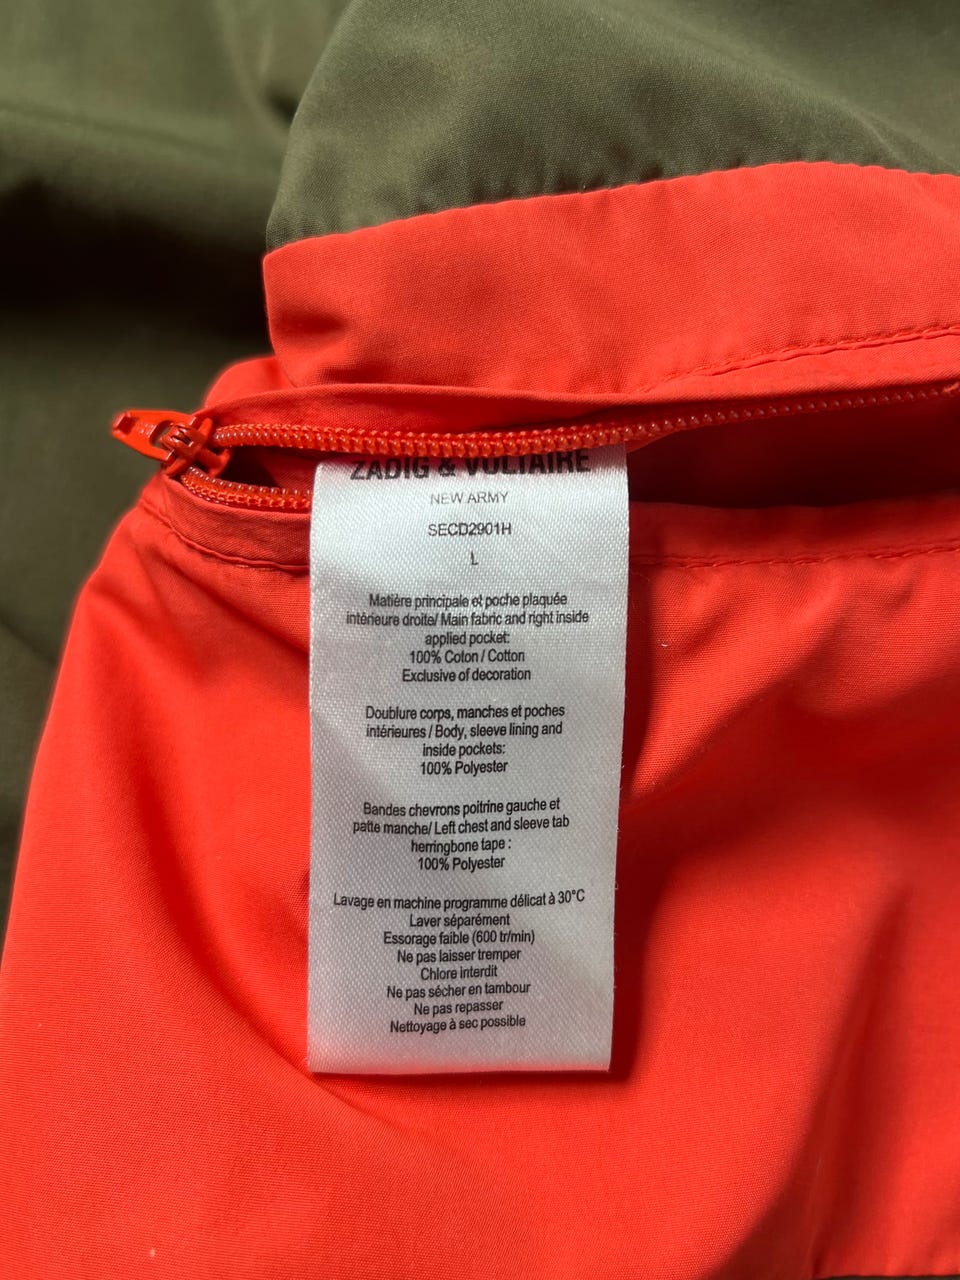 ZADIG & VOLTAIRE
NEW ARMY
SECD2901H
L
Matière principale et poche plaquée
intérieure droite/ Main fabric and right inside
applied pocket:
100% Coton / Cotton
Exclusive of decoration
Doublure corps, manches et poches
intérieures / Body, sleeve lining and
inside pockets:
100% Polyester
Bandes chevrons poitrine gauche et
patte manche/ Left chest and sleeve tab
herringbone tape :
100% Polyester
Lavage en machine programme délicat à 30°C
Laver séparément
Essorage faible (600 tr/min)
Ne pas laisser tremper
Chlore interdit
Ne pas sécher en tambour
Ne pas repasser
Nettoyage à sec possible